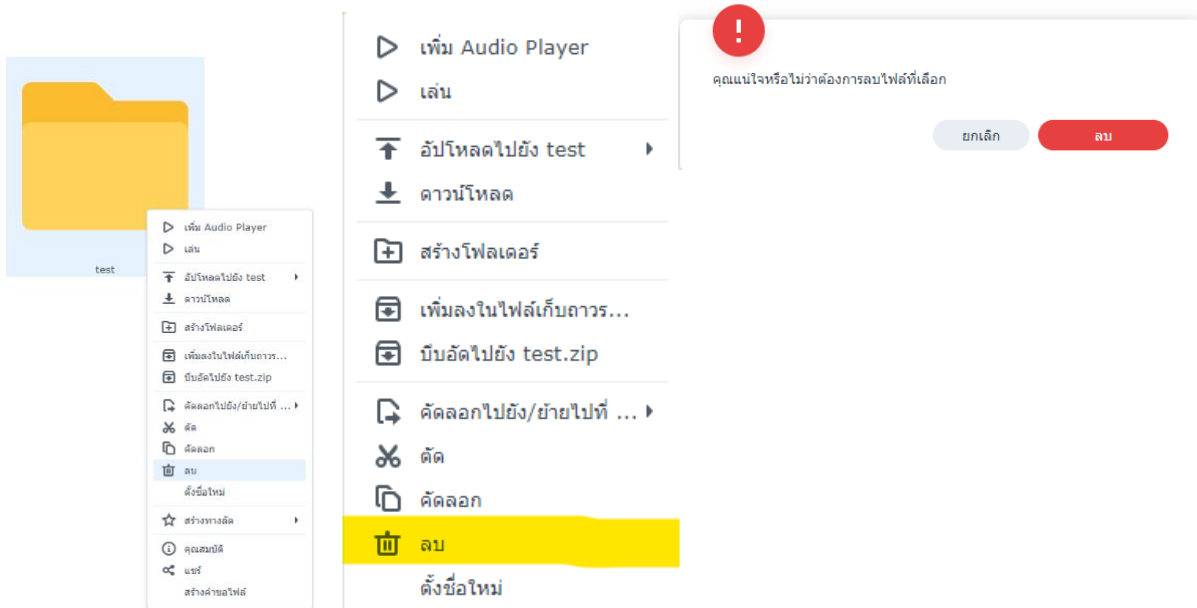 test
เพิ่ม Audio Player
เล่น
อัปโหลดไปยัง test
ดาวน์โหลด
สร้างโฟลเดอร์
เพิ่มลงในไฟล์เก็บถาวร...
บีบอัดไปยัง test.zip
คัดลอกไปยัง/ย้ายไปที่ ...
ตัด
คัดลอก
ลบ
ตั้งชื่อใหม่
สร้างทางลัด
คุณสมบัติ
แชร์
สร้างคำขอไฟล์
เพิ่ม Audio Player
เล่น
อัปโหลดไปยัง test
ดาวน์โหลด
สร้างโฟลเดอร์
เพิ่มลงในไฟล์เก็บถาวร...
บีบอัดไปยัง test.zip
คัดลอกไปยัง/ย้ายไปที่ ...
ตัด
คัดลอก
ลบ
ตั้งชื่อใหม่
คุณแน่ใจหรือไม่ว่าต้องการลบไฟล์ที่เลือก
ยกเลิก
ลบ